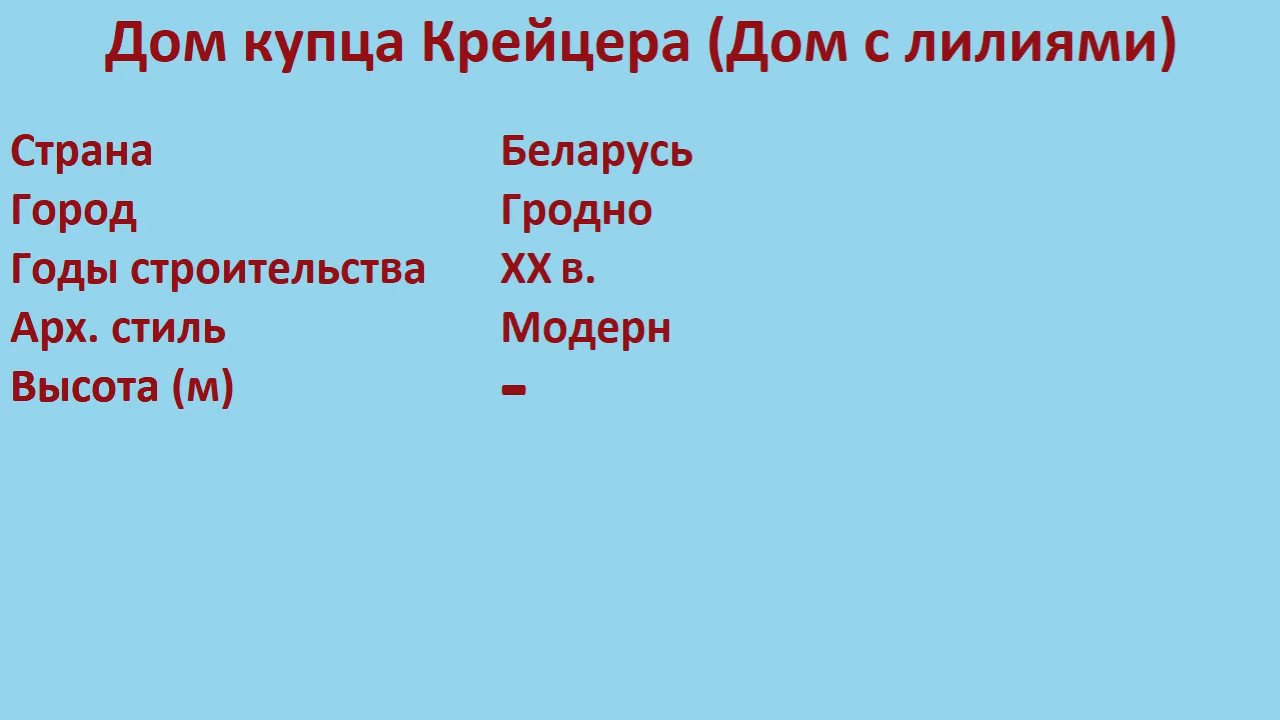 Дом купца Крейцера (Дом с лилиями)
Страна Беларусь
Город Гродно
Годы строительства XX в.
Арх. стиль Модерн
Высота (м) -